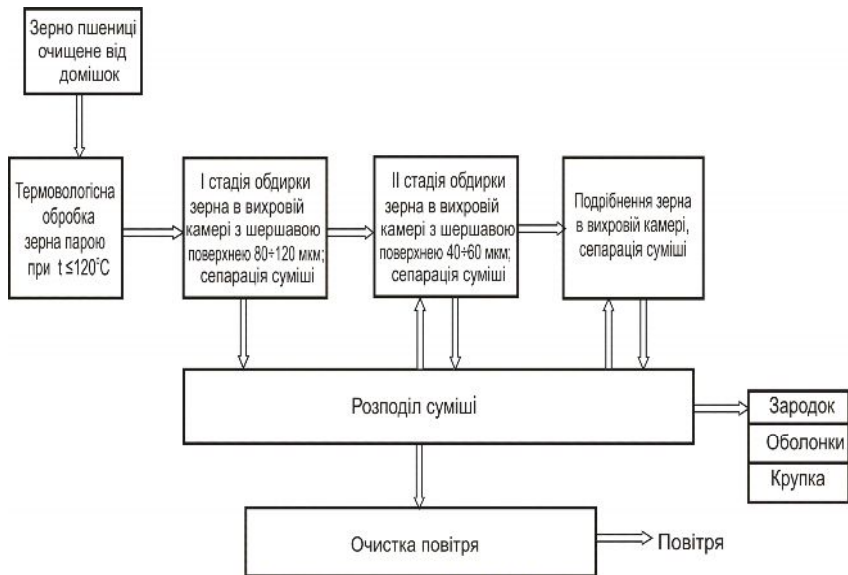 Зерно пшениці
очищене від
домішок
Термовологісна
обробка
зерна парою
при t ≤120°С
І стадія обдирки
зерна в вихровій
камері з шершавою
поверхнею 80÷120 мкм;
сепарація суміші
ІІ стадія обдирки
зерна в вихровій
камері з шершавою
поверхнею 40÷60 мкм;
сепарація суміші
Подрібнення зерна
в вихровій камері,
сепарація суміші
Розподіл суміші
Зародок
Оболонки
Крупка
Очистка повітря
Повітря